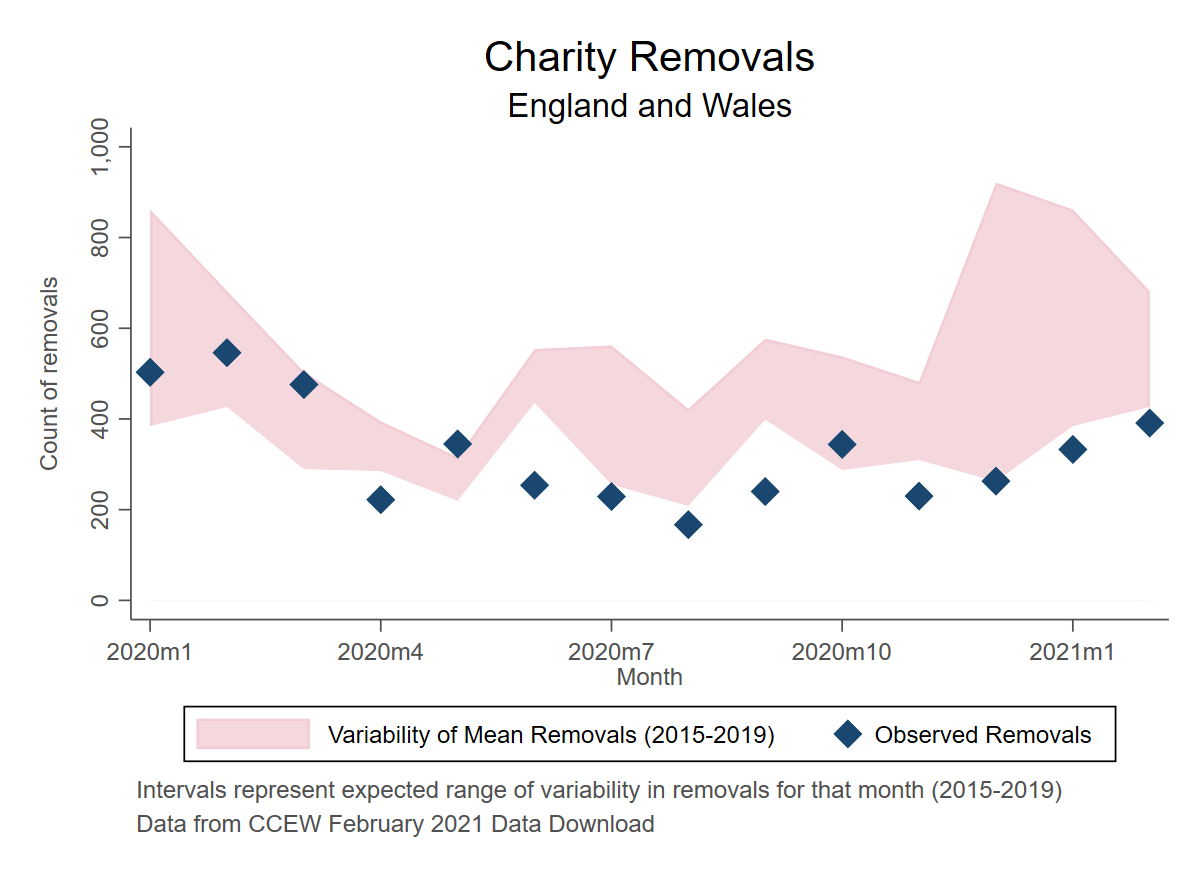 Charity Removals
England and Wales
1,000
800
600
400
200
0
Count of removals
2020m1 2020m4 2020m7 2020m10 2021m1
Month
Variability of Mean Removals (2015-2019) Observed Removals
Intervals represent expected range of variability in removals for that month (2015-2019)
Data from CCEW February 2021 Data Download